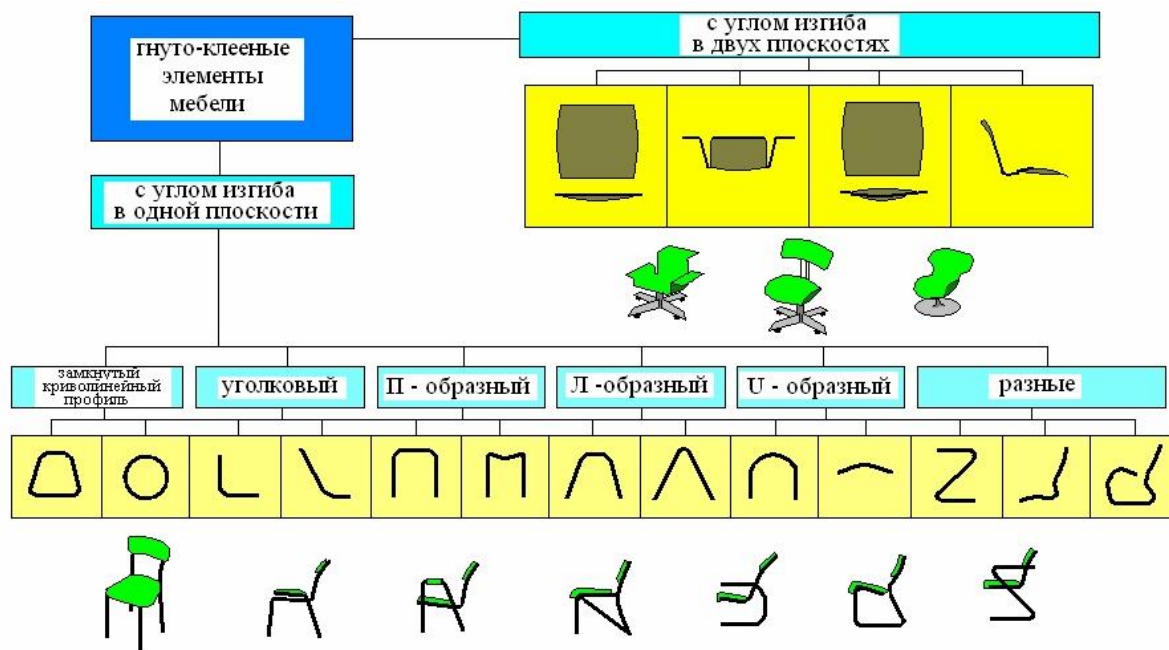 гнуто-клееные
элементы
мебели
с углом изгиба
в двух плоскостях
с углом изгиба
в одной плоскости
замкнутый
криволинейный
профиль
уголковый
П - образный
Л -образный
U - образный
разные